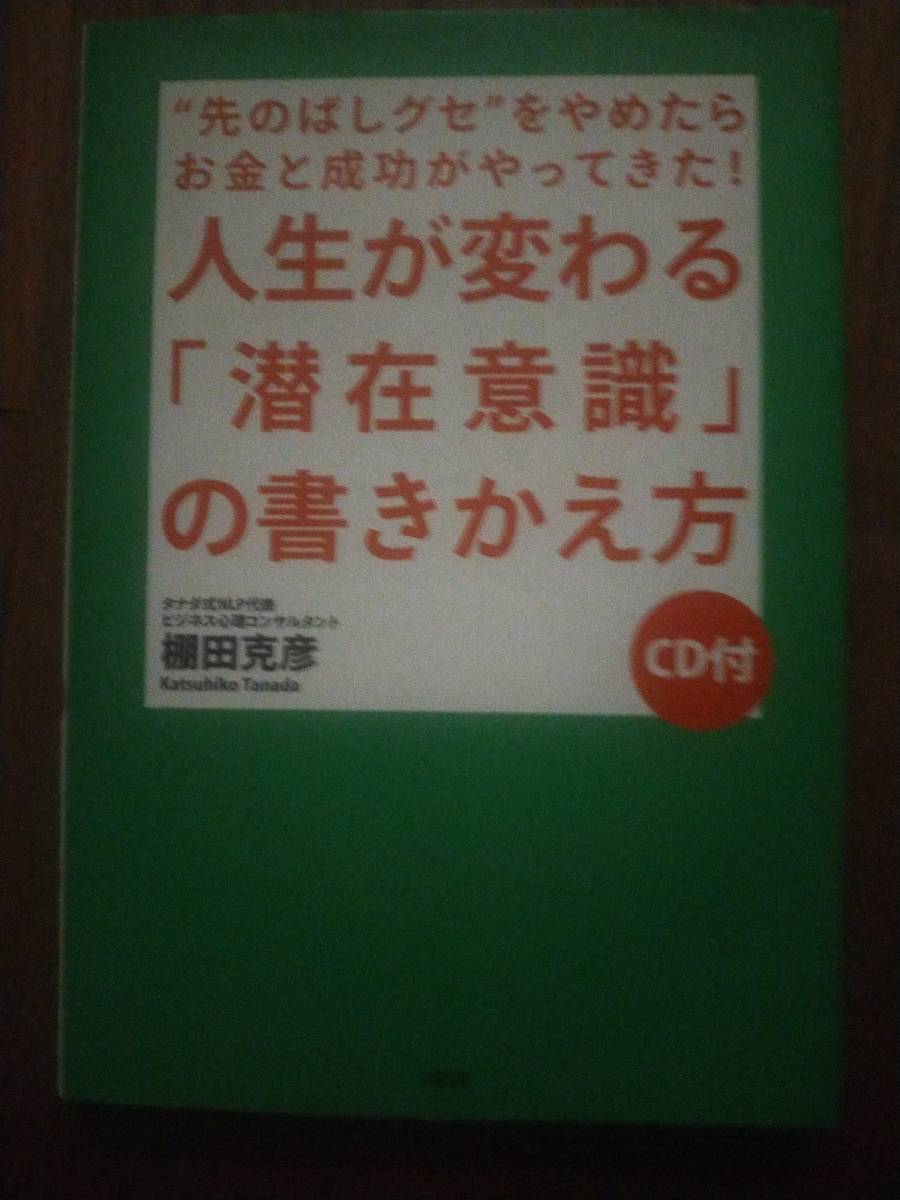 “先のばしグセ”をやめたら
お金と成功がやってきた!
人生が変わる
「潜在意識」
の書きかえ方
タナダ式NLP代表
ビジネス心理コンサルタント
棚田克彦
Katsuhiko Tanada
CD付